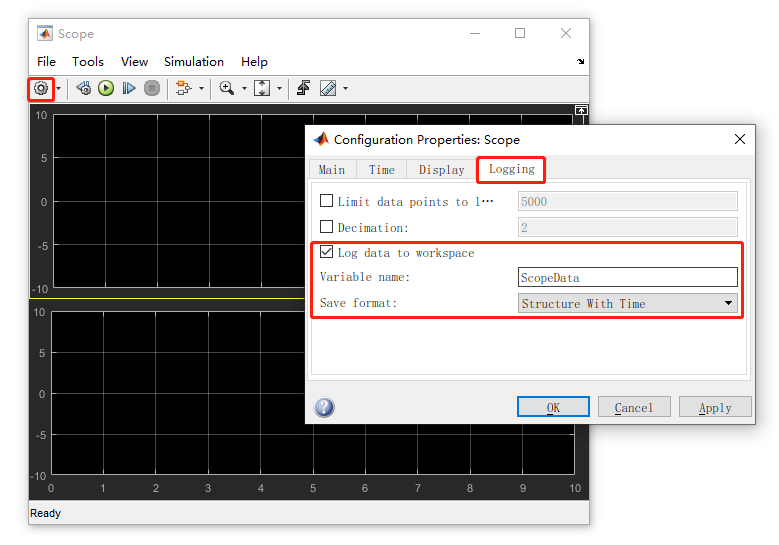 Scope
File Tools View Simulation Help
10
5
0
-5
-10
10
5
0
-5
-10
0 1 2 3 4 5 6 7 8 9 10
Ready
Configuration Properties: Scope
Main Time Display Logging
Limit data points to l… 5000
Decimation: 2
Log data to workspace
Variable name: ScopeData
Save format: Structure With Time
? OK Cancel Apply